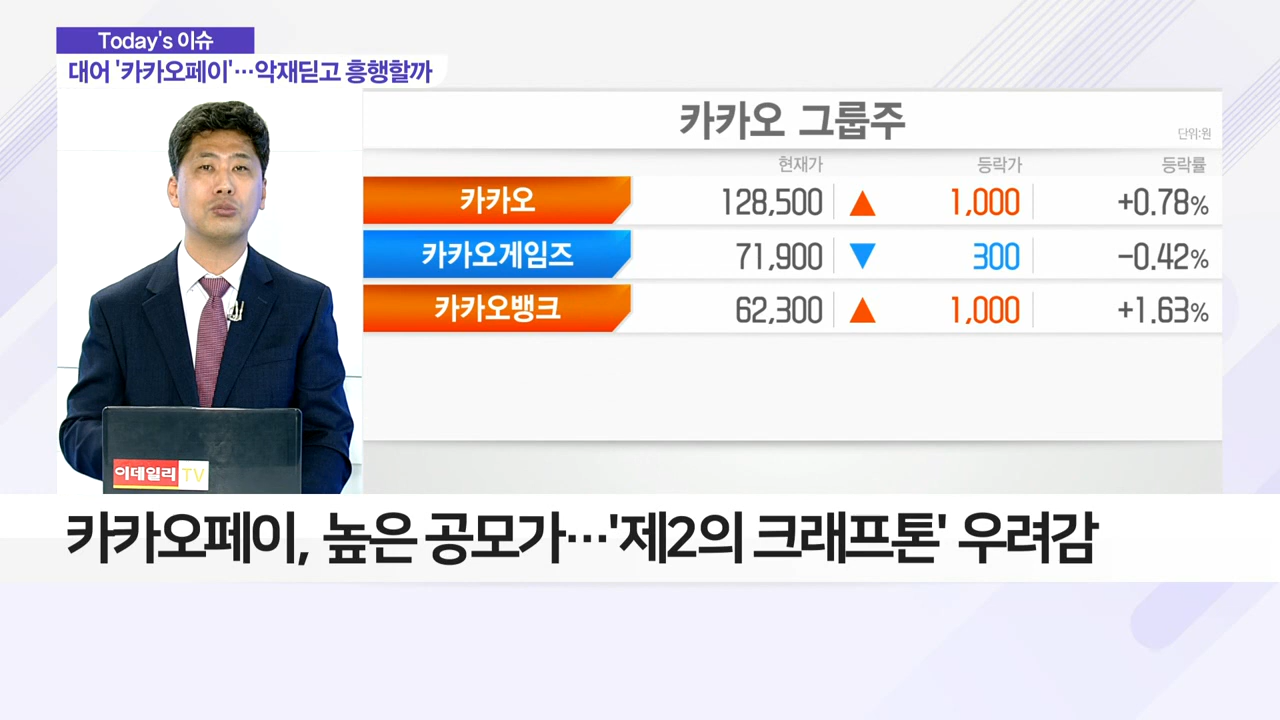 Today's 이슈
대어 '카카오페이'…악재딛고 흥행할까
카카오 그룹주
단위:원
현재가 등락가 등락률
카카오 128,500 ▲ 1,000 +0.78%
카카오게임즈 71,900 ▼ 300 -0.42%
카카오뱅크 62,300 ▲ 1,000 +1.63%
이데일리TV
카카오페이, 높은 공모가…'제2의 크래프톤' 우려감